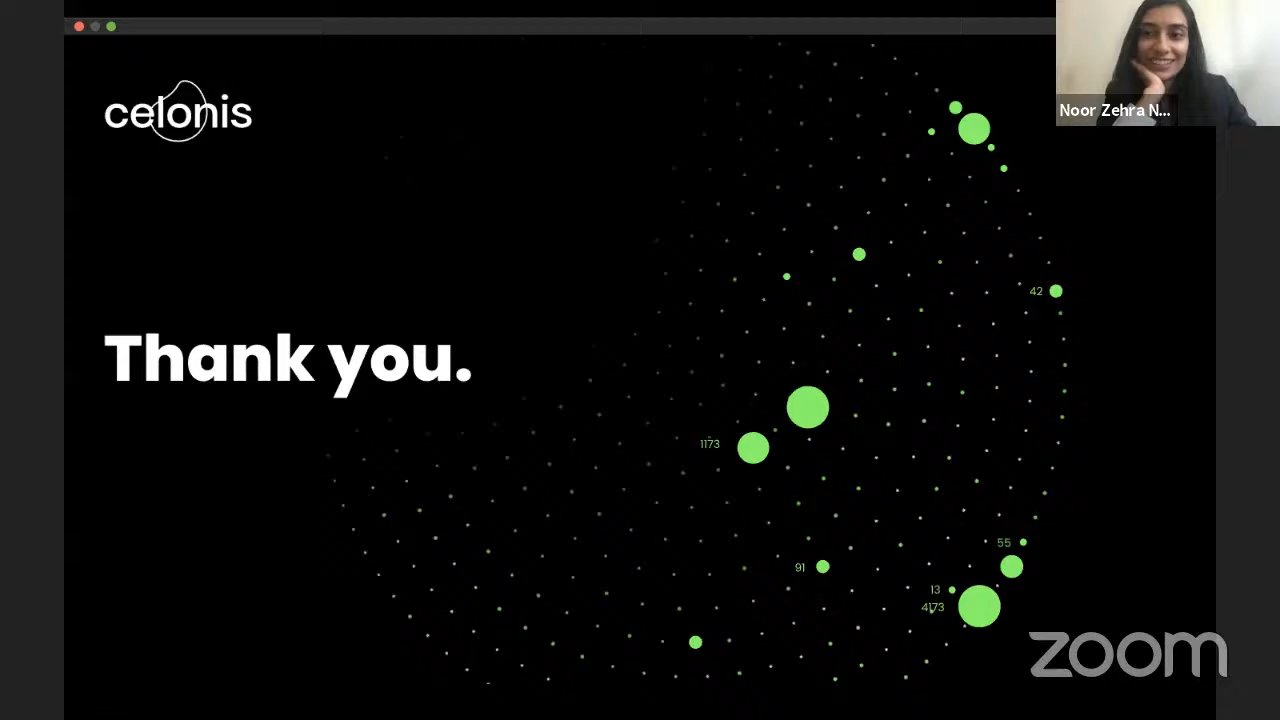 celonis
Noor Zehra N...
Thank you.
42
1173
55
91
13
4173
zoom